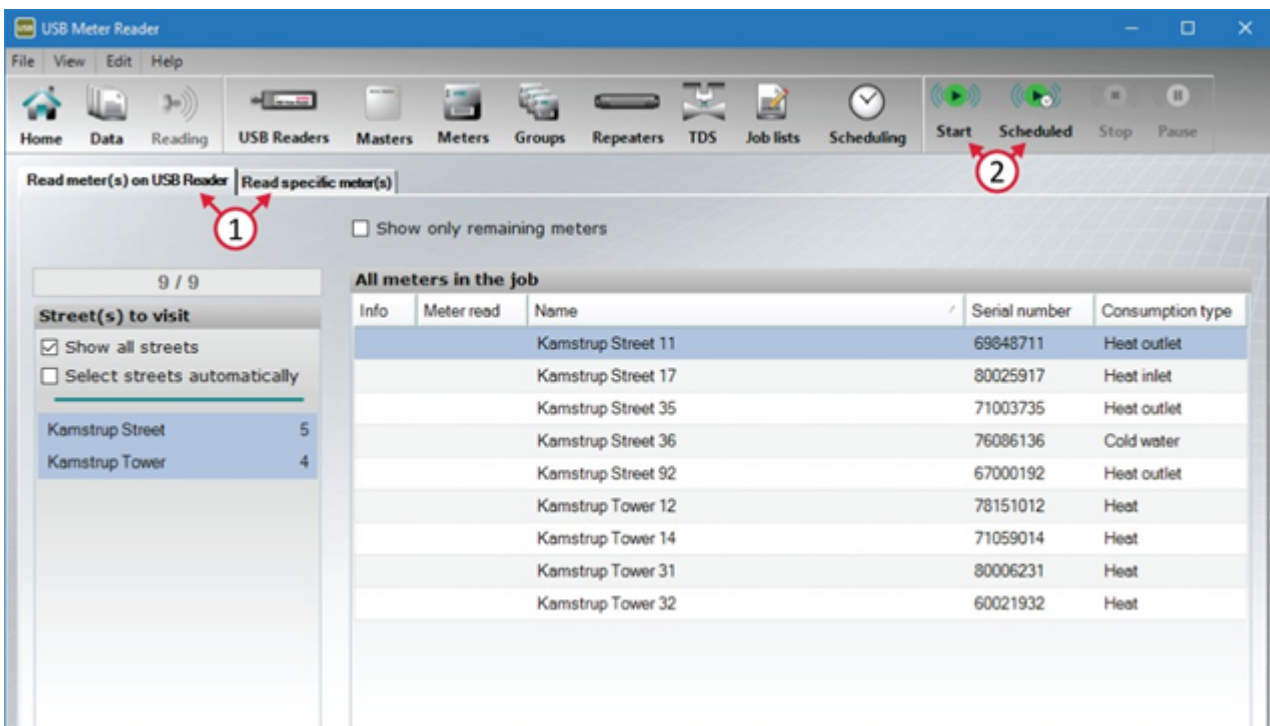 USB Meter Reader
File View Edit Help
Home Data Reading USB Readers Masters Meters Groups Repeaters TDS Job lists Scheduling Start Scheduled Stop Pause
2
Read meter(s) on USB Reader Read specific meter(s)
1
Show only remaining meters
9 / 9
All meters in the job
Street(s) to visit
Info Meter read Name Serial number Consumption type
Show all streets
Kamstrup Street 11 69848711 Heat outlet
Select streets automatically
Kamstrup Street 17 80025917 Heat inlet
Kamstrup Street 35 71003735 Heat outlet
Kamstrup Street 5
Kamstrup Street 36 76086136 Cold water
Kamstrup Tower 4
Kamstrup Street 92 67000192 Heat outlet
Kamstrup Tower 12 78151012 Heat
Kamstrup Tower 14 71059014 Heat
Kamstrup Tower 31 80006231 Heat
Kamstrup Tower 32 60021932 Heat